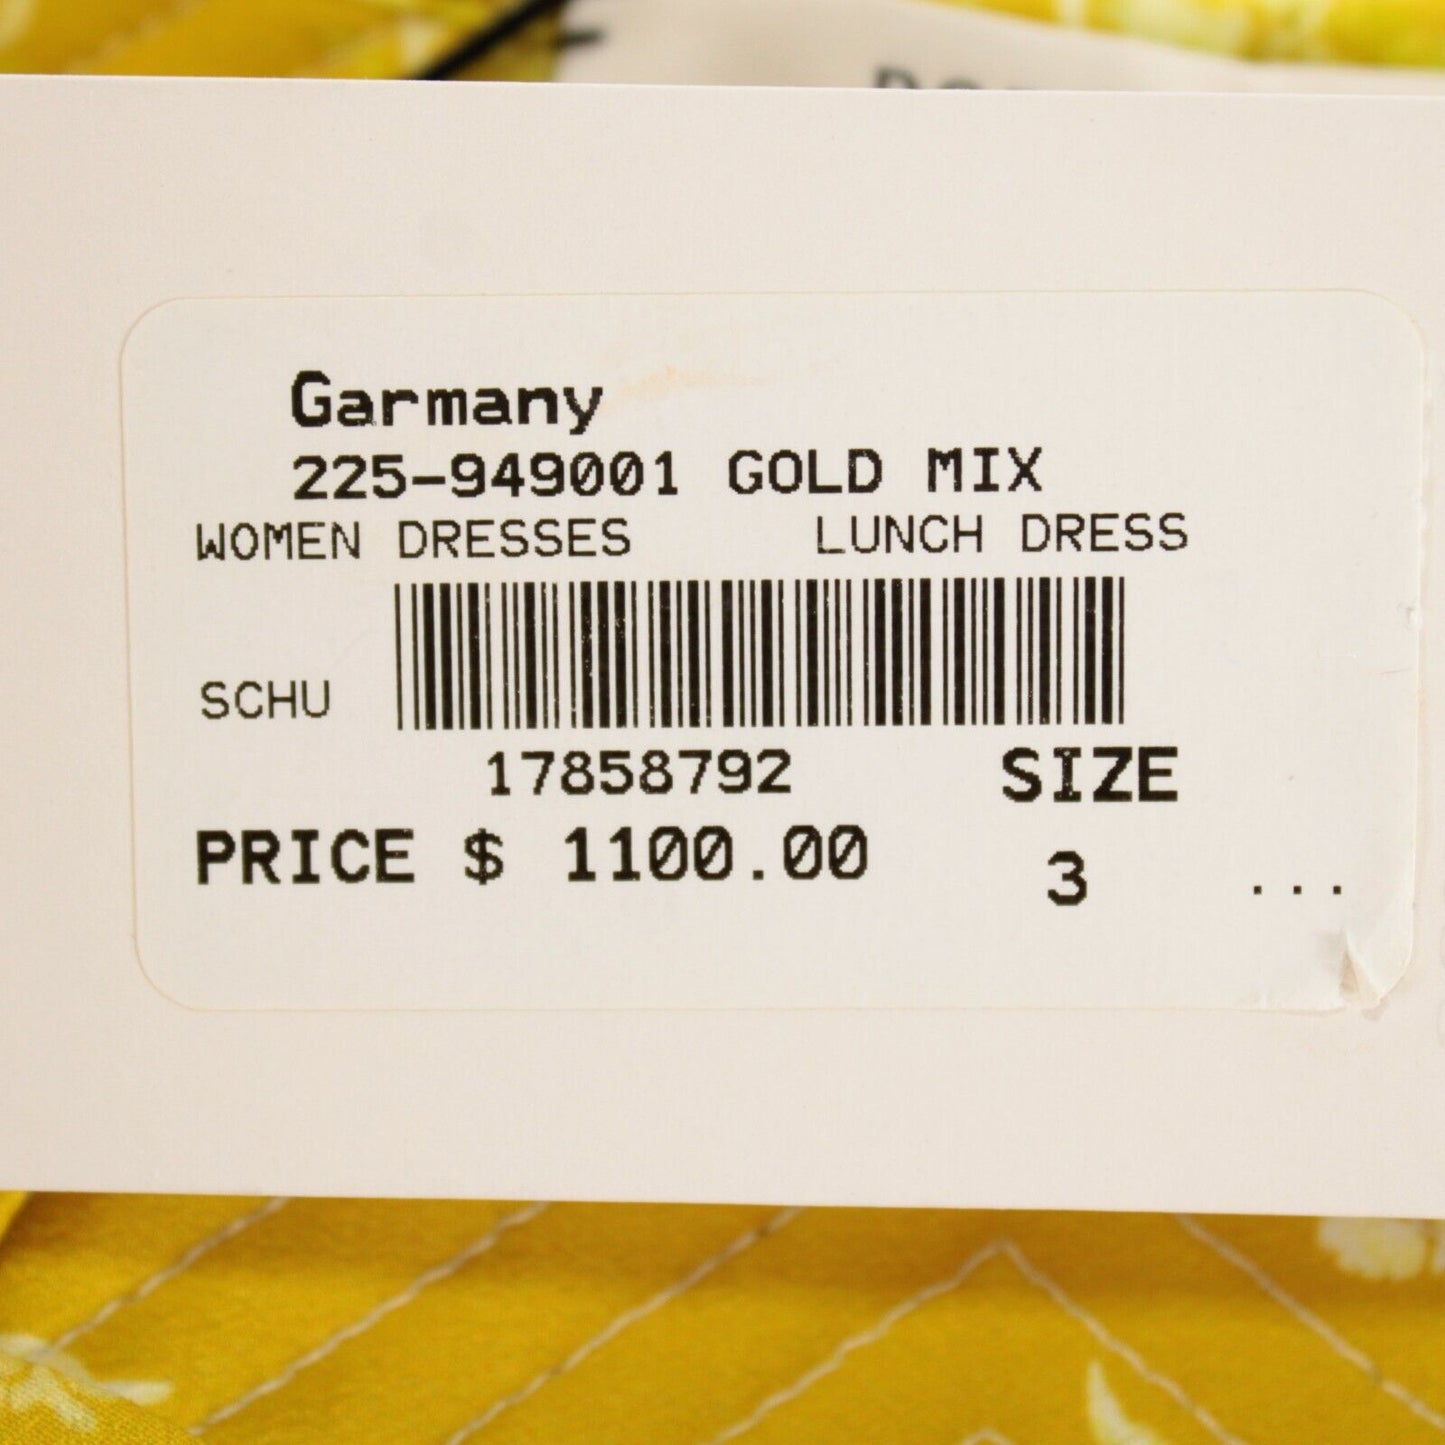 Garmany
225-949001 GOLD MIX
WOMEN DRESSES LUNCH DRESS
SCHU
17858792 SIZE
PRICE $ 1100.00 3 ...